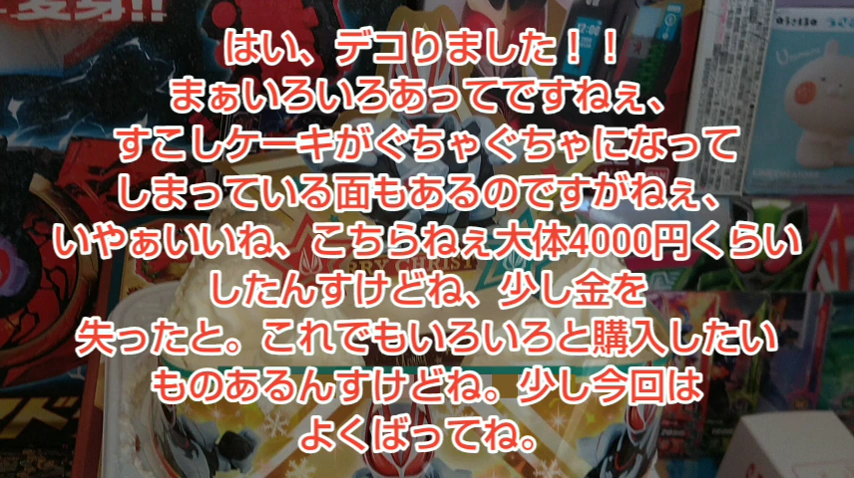 変身!!
はい、デコりました！！
まぁいろいろあってですねぇ、
すこしケーキがぐちゃぐちゃになって
しまっている面もあるのですがねぇ、
いやぁいいね、こちらねぇ大体4000円くらい
したんすけどね、少し金を
失ったと。これでもいろいろと購入したい
ものあるんすけどね。少し今回は
よくばってね。